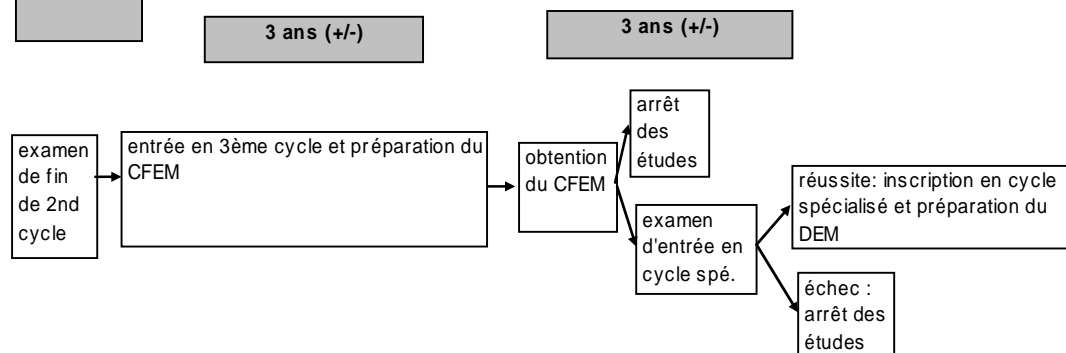 3 ans (+/-)
3 ans (+/-)
examen
de fin
de 2nd
cycle
entrée en 3ème cycle et préparation du
CFEM
obtention
du CFEM
arrêt
des
études
examen
d'entrée en
cycle spé.
réussite: inscription en cycle
spécialisé et préparation du
DEM
échec :
arrêt des
études